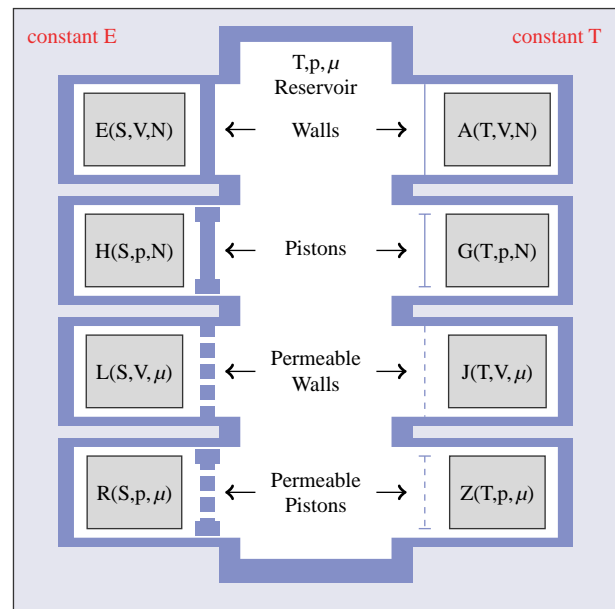 constant E
constant T
T,p,μ
Reservoir
E(S,V,N)
Walls
A(T,V,N)
H(S,p,N)
Pistons
G(T,p,N)
L(S,V,μ)
Permeable
Walls
J(T,V,μ)
R(S,p,μ)
Permeable
Pistons
Z(T,p,μ)